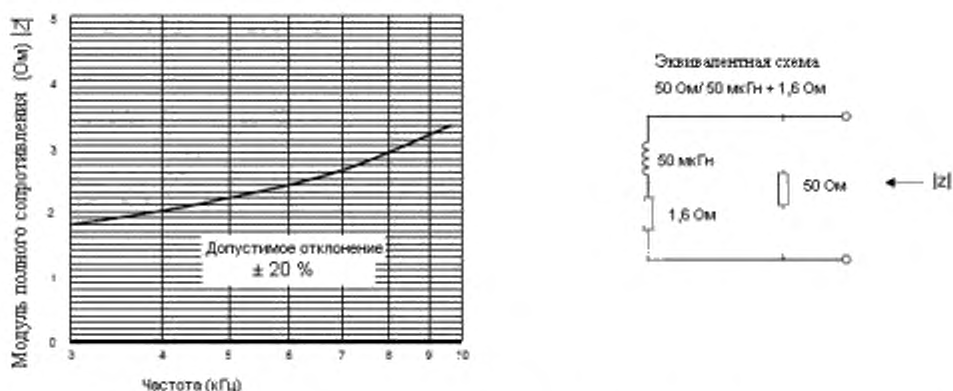 Модуль полного сопротивления (Ом) |Z|
5
4
3
2
1
0
Допустимое отклонение
± 20 %
3 4 5 6 7 8 9 10
Частота (кГц)
Эквивалентная схема
50 Ом/ 50 мкГн + 1,6 Ом
50 мкГн
50 Ом
|z|
1,6 Ом